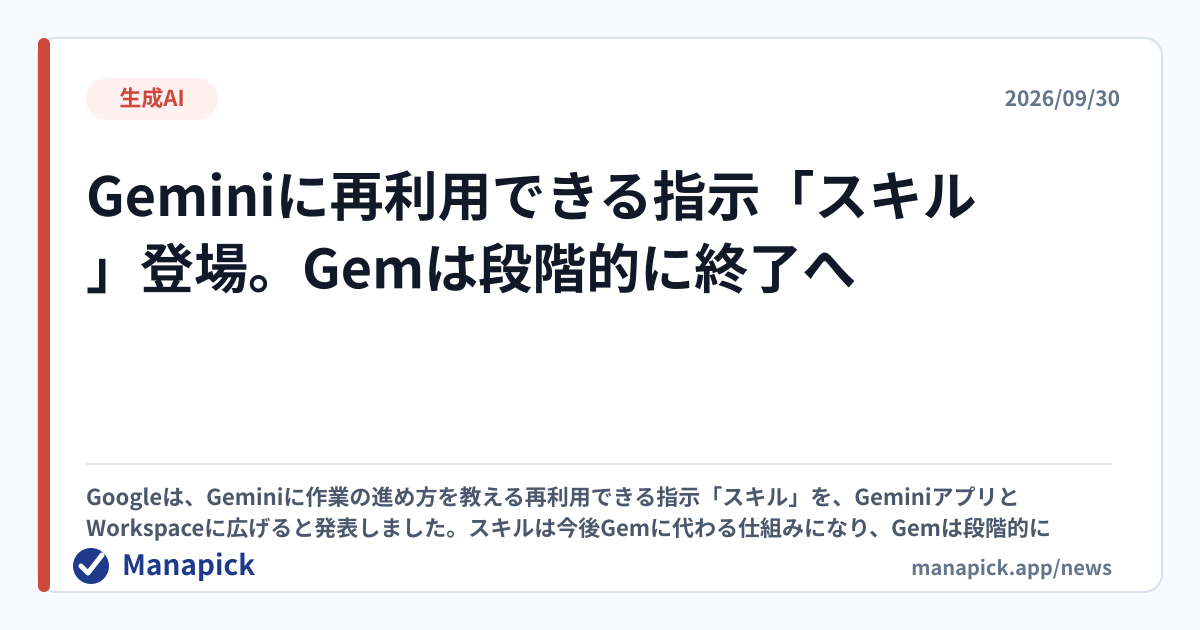 生成AI
2026/09/30
Geminiに再利用できる指示「スキル
」登場。Gemは段階的に終了へ
Googleは、Geminiに作業の進め方を教える再利用できる指示「スキル」を、Geminiアプリと
Workspaceに広げると発表しました。スキルは今後Gemに代わる仕組みになり、Gemは段階的に
Manapick
manapick.app/news